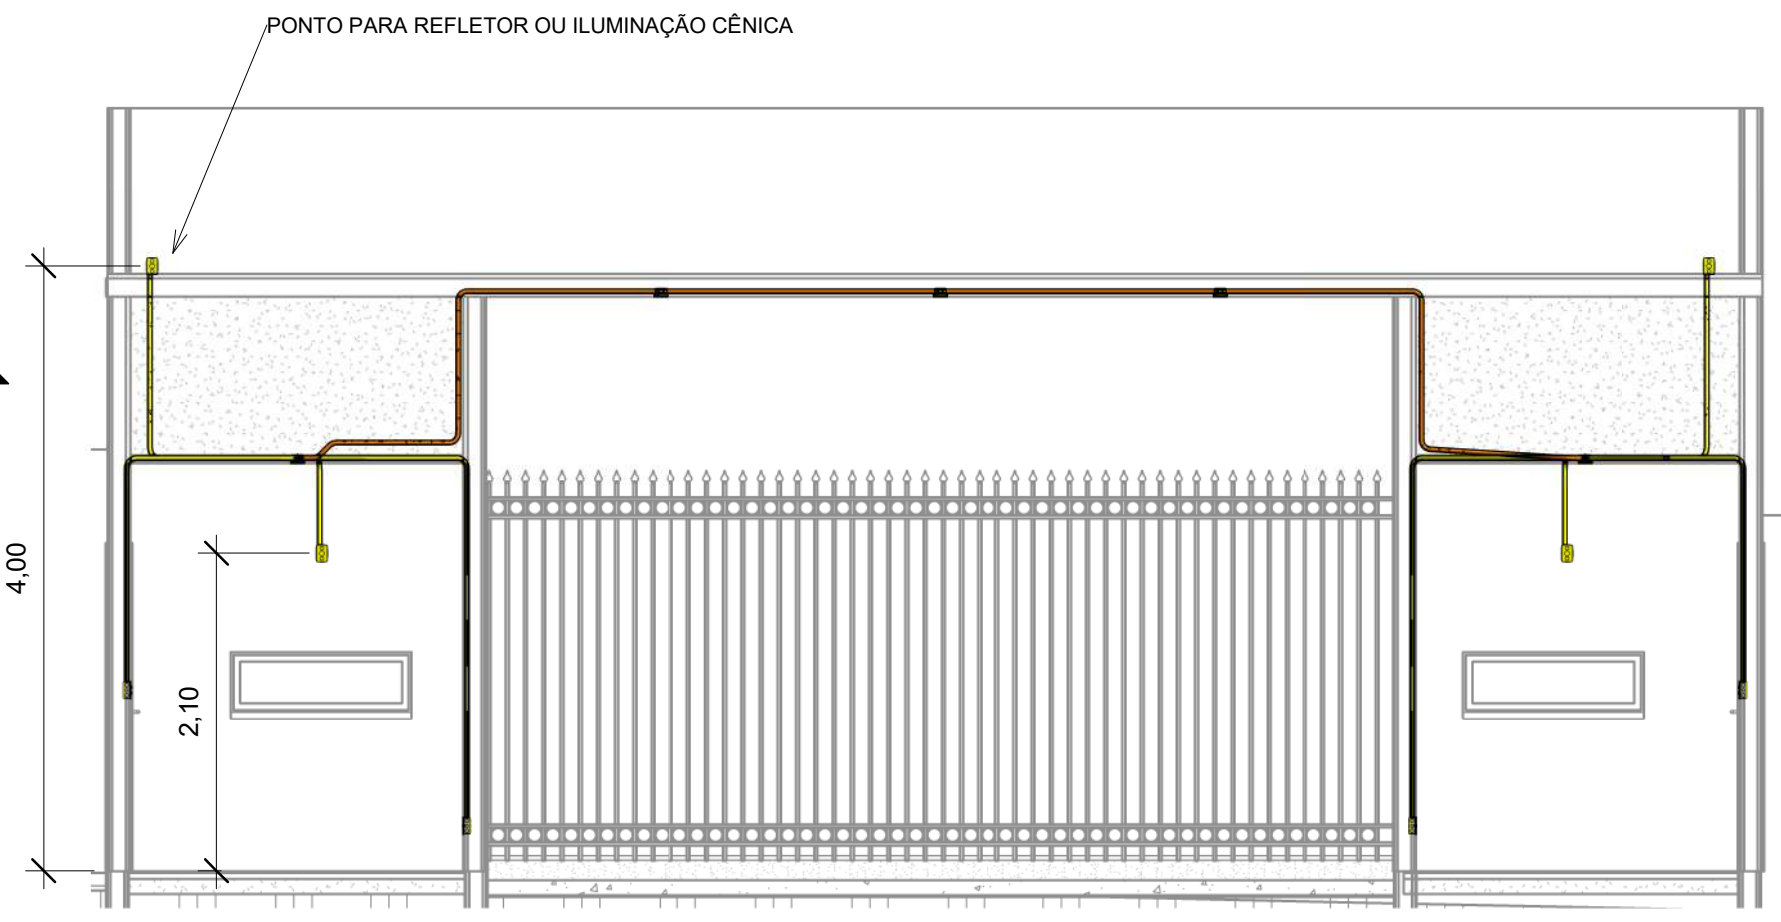 PONTO PARA REFLETOR OU ILUMINAÇÃO CÊNICA
4,00
2,10